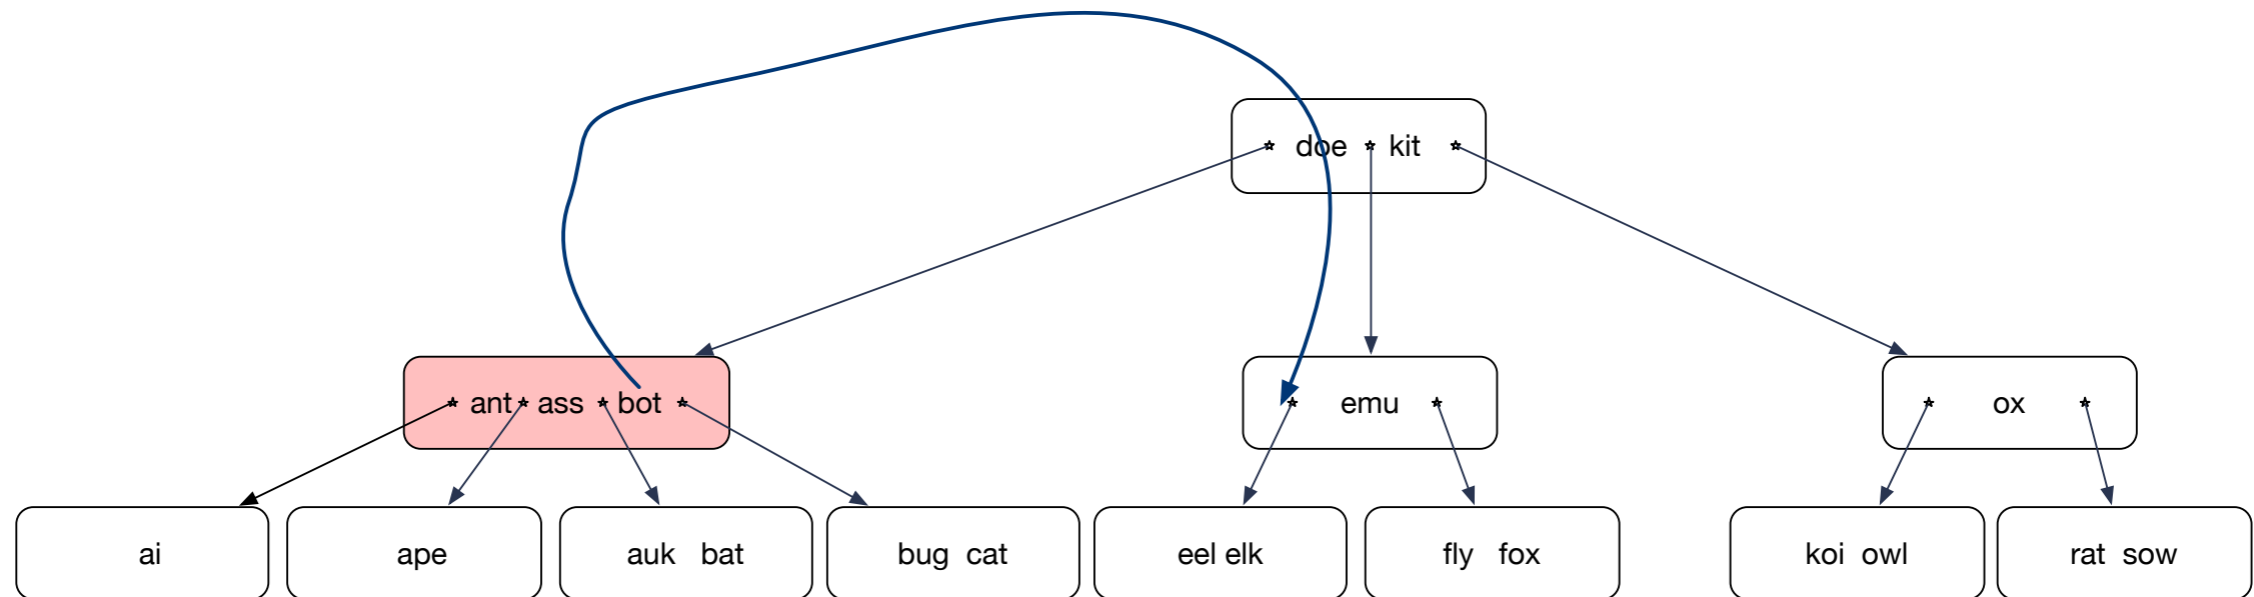 doe kit
ant ass bot
emu
ox
ai
ape
auk bat
bug cat
eel elk
fly fox
koi owl
rat sow